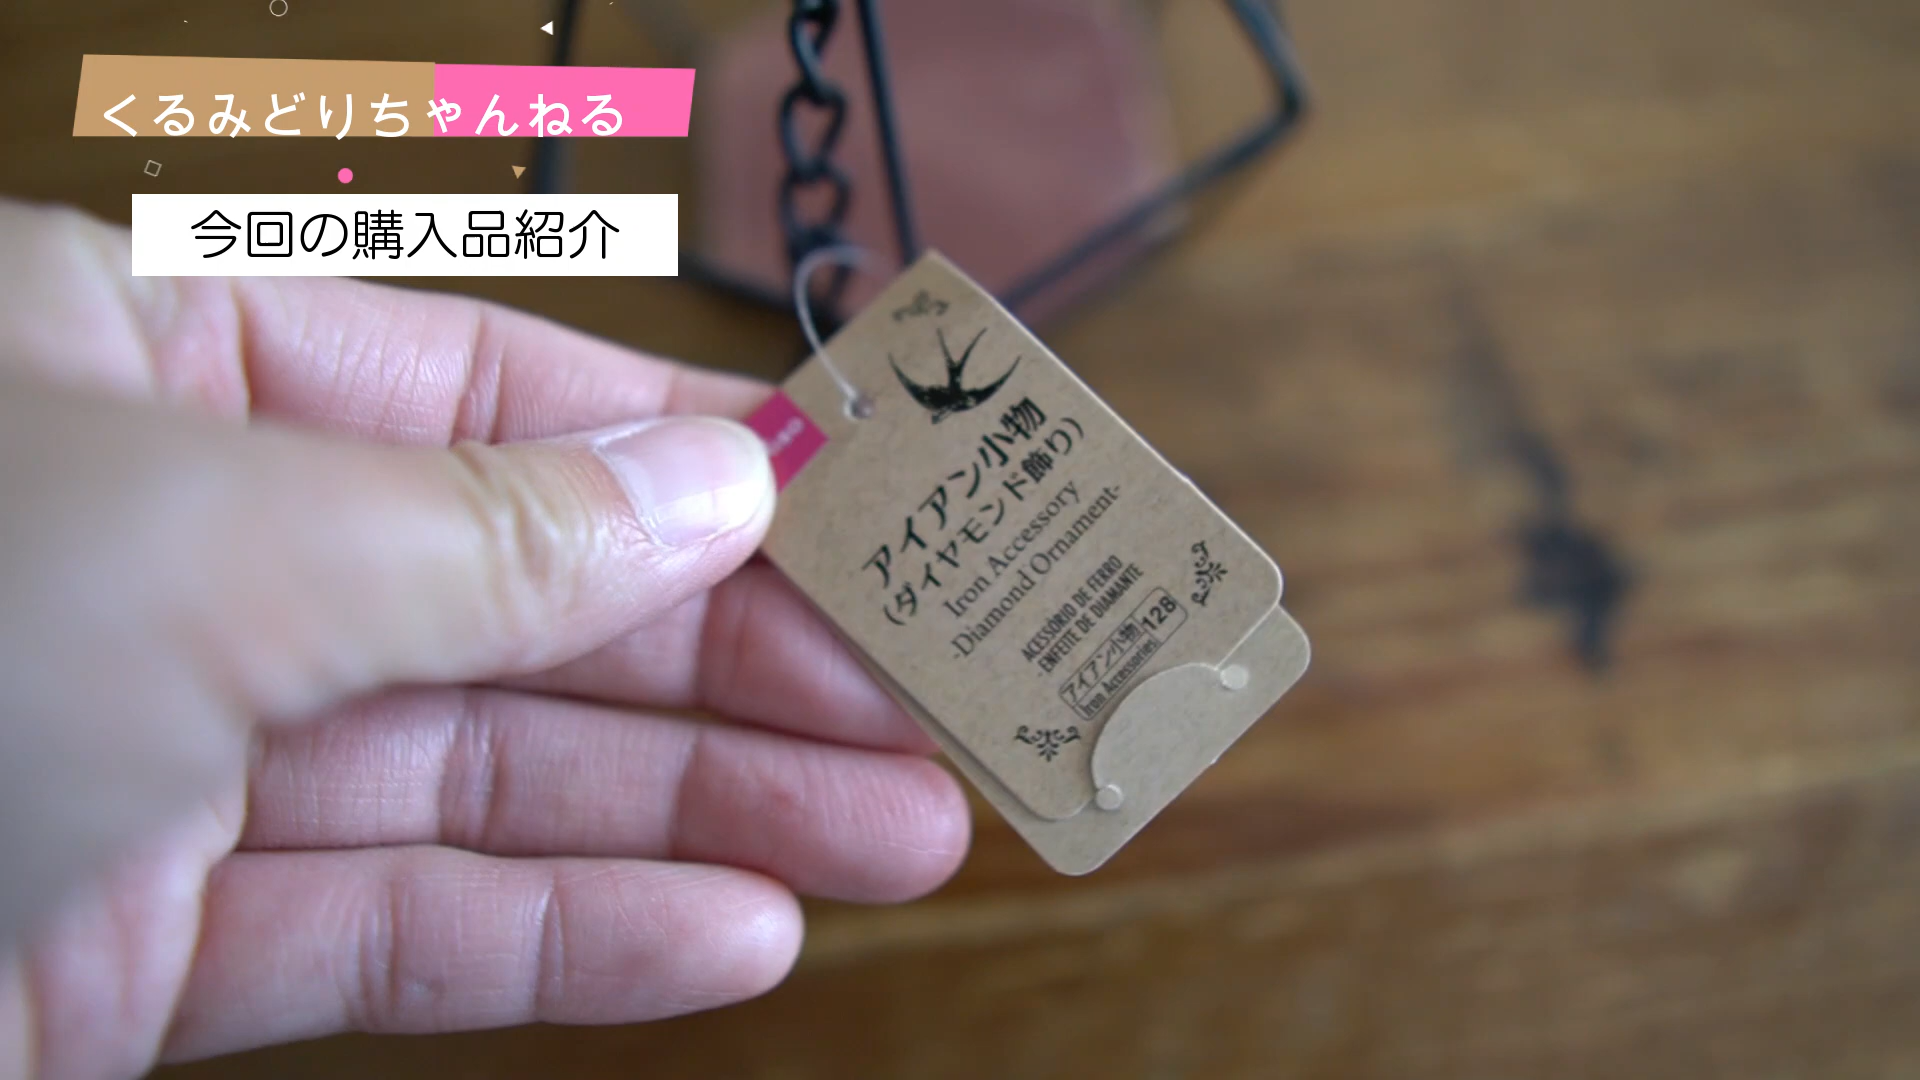 くるみどりちゃんねる
今回の購入品紹介
アイアン小物
(ダイヤモンド飾り)
Iron Accessory
-Diamond Ornament-
ACESSÓRIO DE FERRO
-ENFEITE DE DIAMANTE
アイアン小物 128
Iron Accessories